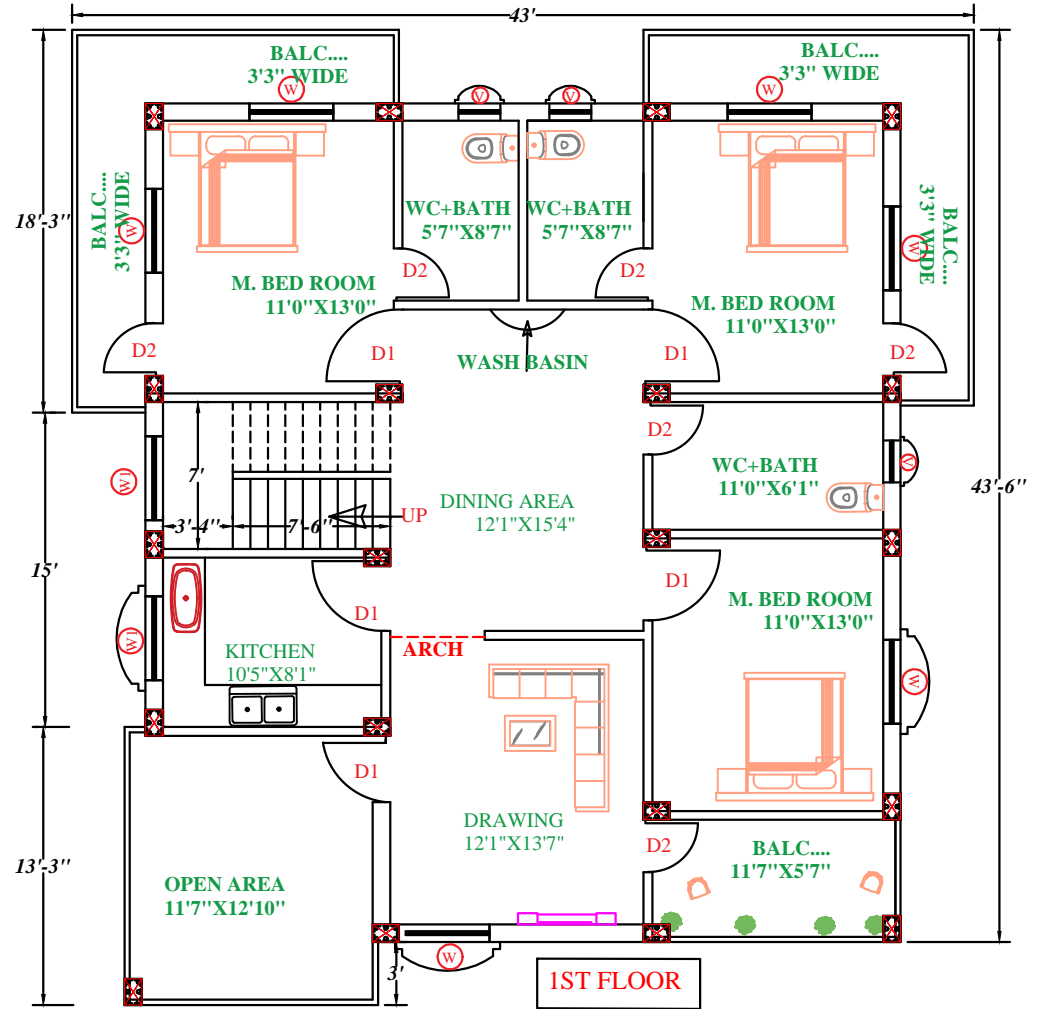 43'
BALC....
3'3" WIDE
W
V
V
BALC....
3'3" WIDE
W
18'-3"
BALC....
3'3" WIDE
W
WC+BATH
5'7"X8'7"
WC+BATH
5'7"X8'7"
BALC....
3'3" WIDE
W
D2
D2
M. BED ROOM
11'0"X13'0"
M. BED ROOM
11'0"X13'0"
D2
D1
WASH BASIN
D1
D2
D2
7'
W1
WC+BATH
11'0"X6'1"
V
DINING AREA
12'1"X15'4"
43'-6"
3'-4"
7'-6"
UP
15'
D1
D1
M. BED ROOM
11'0"X13'0"
W1
KITCHEN
10'5"X8'1"
ARCH
W
D1
DRAWING
12'1"X13'7"
D2
BALC....
11'7"X5'7"
13'-3"
OPEN AREA
11'7"X12'10"
W
3'
1ST FLOOR